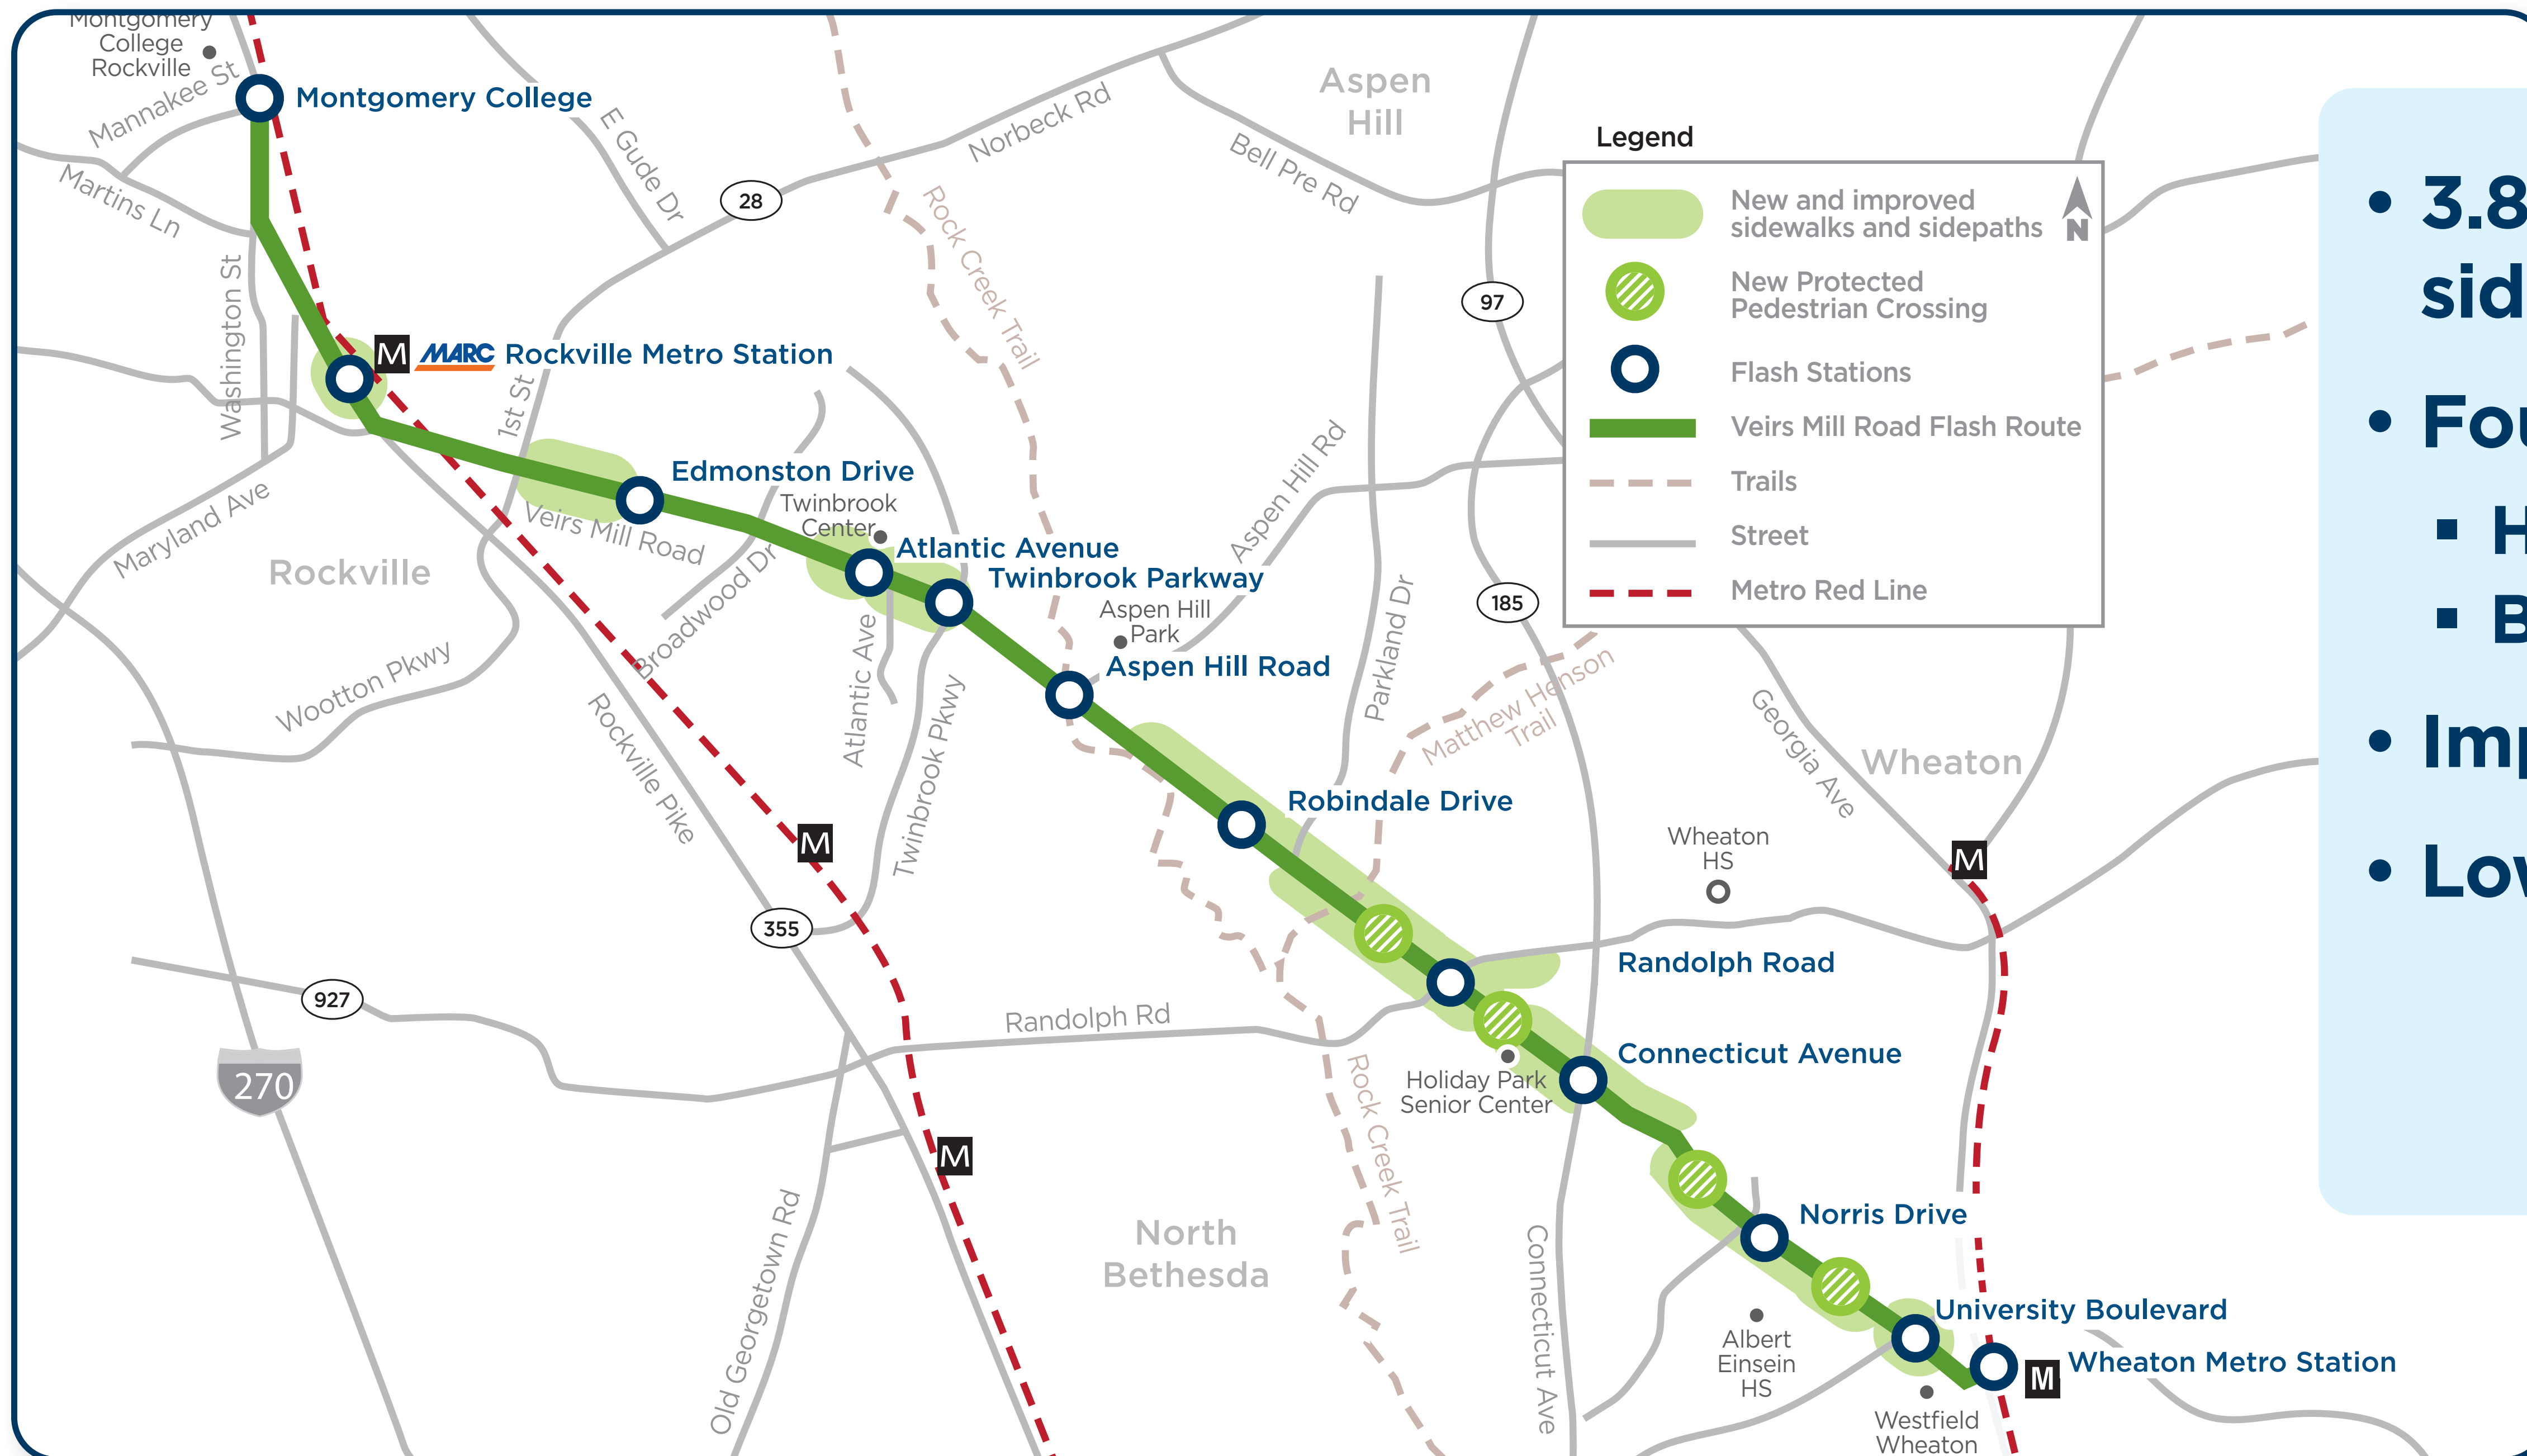 Montgomery
College
Rockville
Mannakee St
Montgomery College
Martins Ln
E Gude Dr
28
Norbeck Rd
Bell Pre Rd
Aspen
Hill
Rock Creek Trail
Washington St
M MARC Rockville Metro Station
1st St
Edmonston Drive
Twinbrook
Center
Veirs Mill Road
Maryland Ave
Rockville
Broadwood Dr
Atlantic Avenue
Twinbrook Parkway
Aspen Hill
Park
Aspen Hill Road
Aspen Hill Rd
97
185
Parkland Dr
Wootton Pkwy
Atlantic Ave
Twinbrook Pkwy
Rockville Pike
M
355
927
270
Matthew Henson
Trail
Robindale Drive
Georgia Ave
Wheaton
Wheaton
HS
M
Randolph Road
Randolph Rd
Connecticut Avenue
Holiday Park
Senior Center
Rock Creek Trail
M
North
Bethesda
Old Georgetown Rd
Connecticut Ave
Norris Drive
Albert
Einsein
HS
University Boulevard
M Wheaton Metro Station
Westfield
Wheaton
Legend
New and improved
sidewalks and sidepaths
N
New Protected
Pedestrian Crossing
Flash Stations
Veirs Mill Road Flash Route
Trails
Street
Metro Red Line
• 3.8
sid
• Fou
▪ H
▪ B
• Imp
• Low